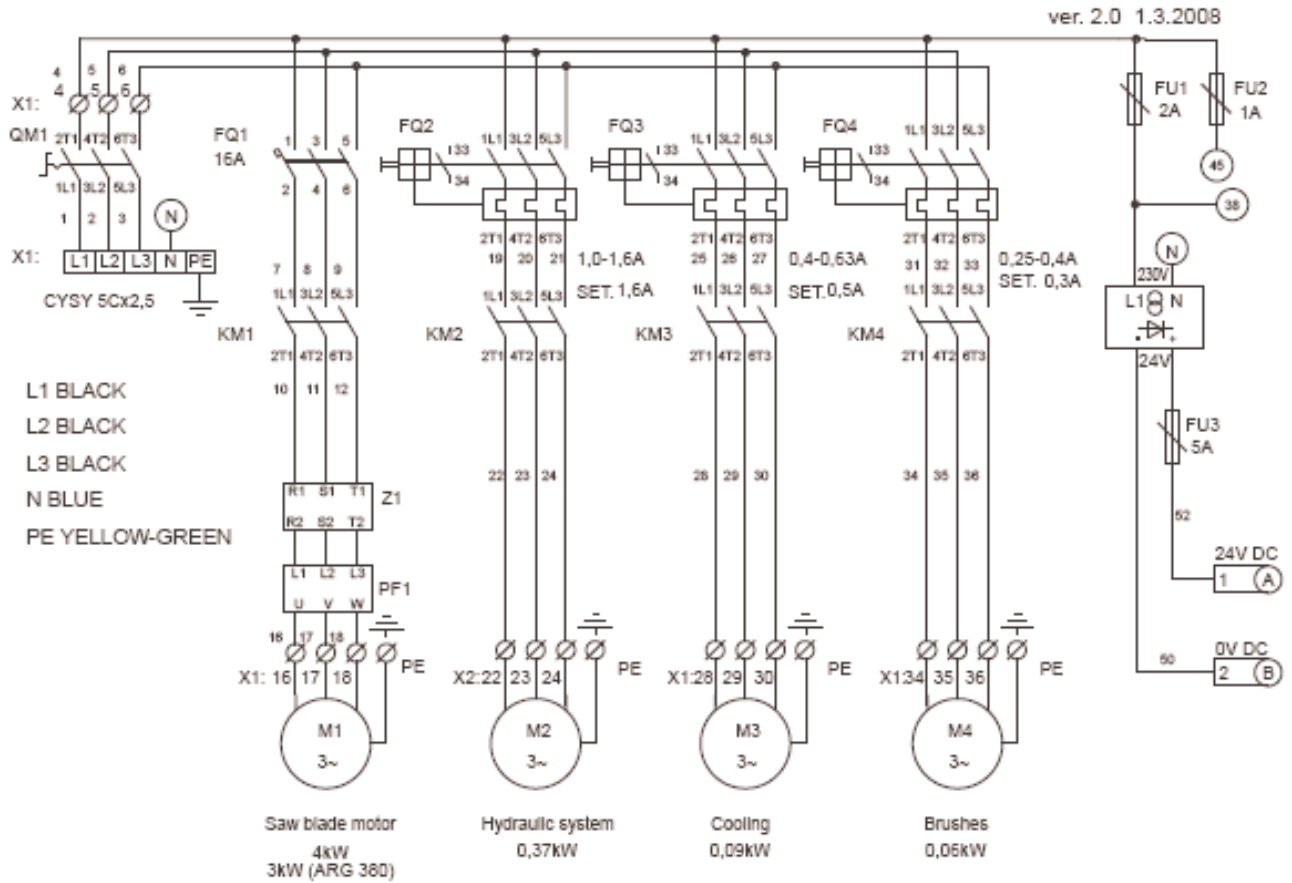 ver. 2.0 1.3.2008
4 5 6
X1: 4 5 6
QM1 2T1 4T2 6T3
1L1 3L2 5L3
1 2 3 N
X1: L1 L2 L3 N PE
CYSY 5Cx2,5
L1 BLACK
L2 BLACK
L3 BLACK
N BLUE
PE YELLOW-GREEN
FQ1
16A
1 3 5
2 4 6
7 8 9
1L1 3L2 5L3
KM1
2T1 4T2 6T3
10 11 12
R1 S1 T1
Z1
R2 S2 T2
L1 L2 L3
PF1
U V W
16 17 18
PE
X1: 16 17 18
M1
3~
Saw blade motor
4kW
3kW (ARG 380)
FQ2
33
34
1L1 3L2 5L3
2T1 4T2 6T3
19 20 21
1,0-1,6A
SET. 1,6A
1L1 3L2 5L3
KM2
2T1 4T2 6T3
22 23 24
PE
X2:22 23 24
M2
3~
Hydraulic system
0,37kW
FQ3
33
34
1L1 3L2 5L3
2T1 4T2 6T3
25 26 27
0,4-0,63A
SET. 0,5A
1L1 3L2 5L3
KM3
2T1 4T2 6T3
28 29 30
PE
X1:28 29 30
M3
3~
Cooling
0,09kW
FQ4
33
34
1L1 3L2 5L3
2T1 4T2 6T3
31 32 33
0,25-0,4A
SET. 0,3A
1L1 3L2 5L3
KM4
2T1 4T2 6T3
34 35 36
PE
X1:34 35 36
M4
3~
Brushes
0,06kW
FU1
2A
FU2
1A
45
38
N
230V
L1 N
- +
24V
FU3
5A
52
24V DC
1 A
50
0V DC
2 B